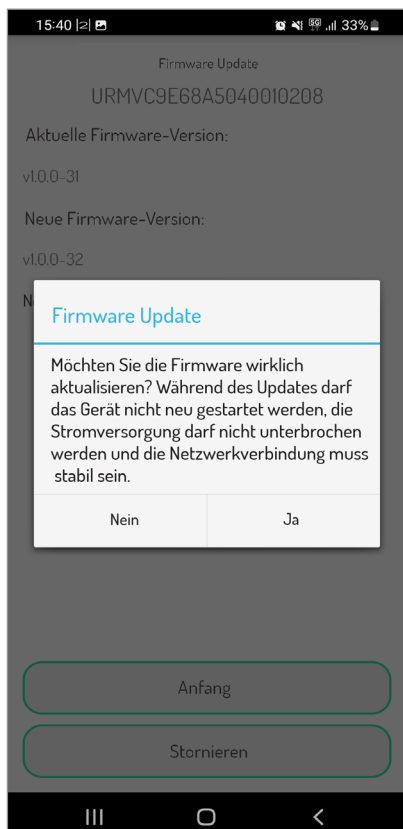 15:40 |2| 5G 33%
Firmware Update
URMVC9E68A5040010208
Aktuelle Firmware-Version:
v1.0.0-31
Neue Firmware-Version:
v1.0.0-32
Firmware Update
Möchten Sie die Firmware wirklich
aktualisieren? Während des Updates darf
das Gerät nicht neu gestartet werden, die
Stromversorgung darf nicht unterbrochen
werden und die Netzwerkverbindung muss
stabil sein.
Nein Ja
Anfang
Stornieren